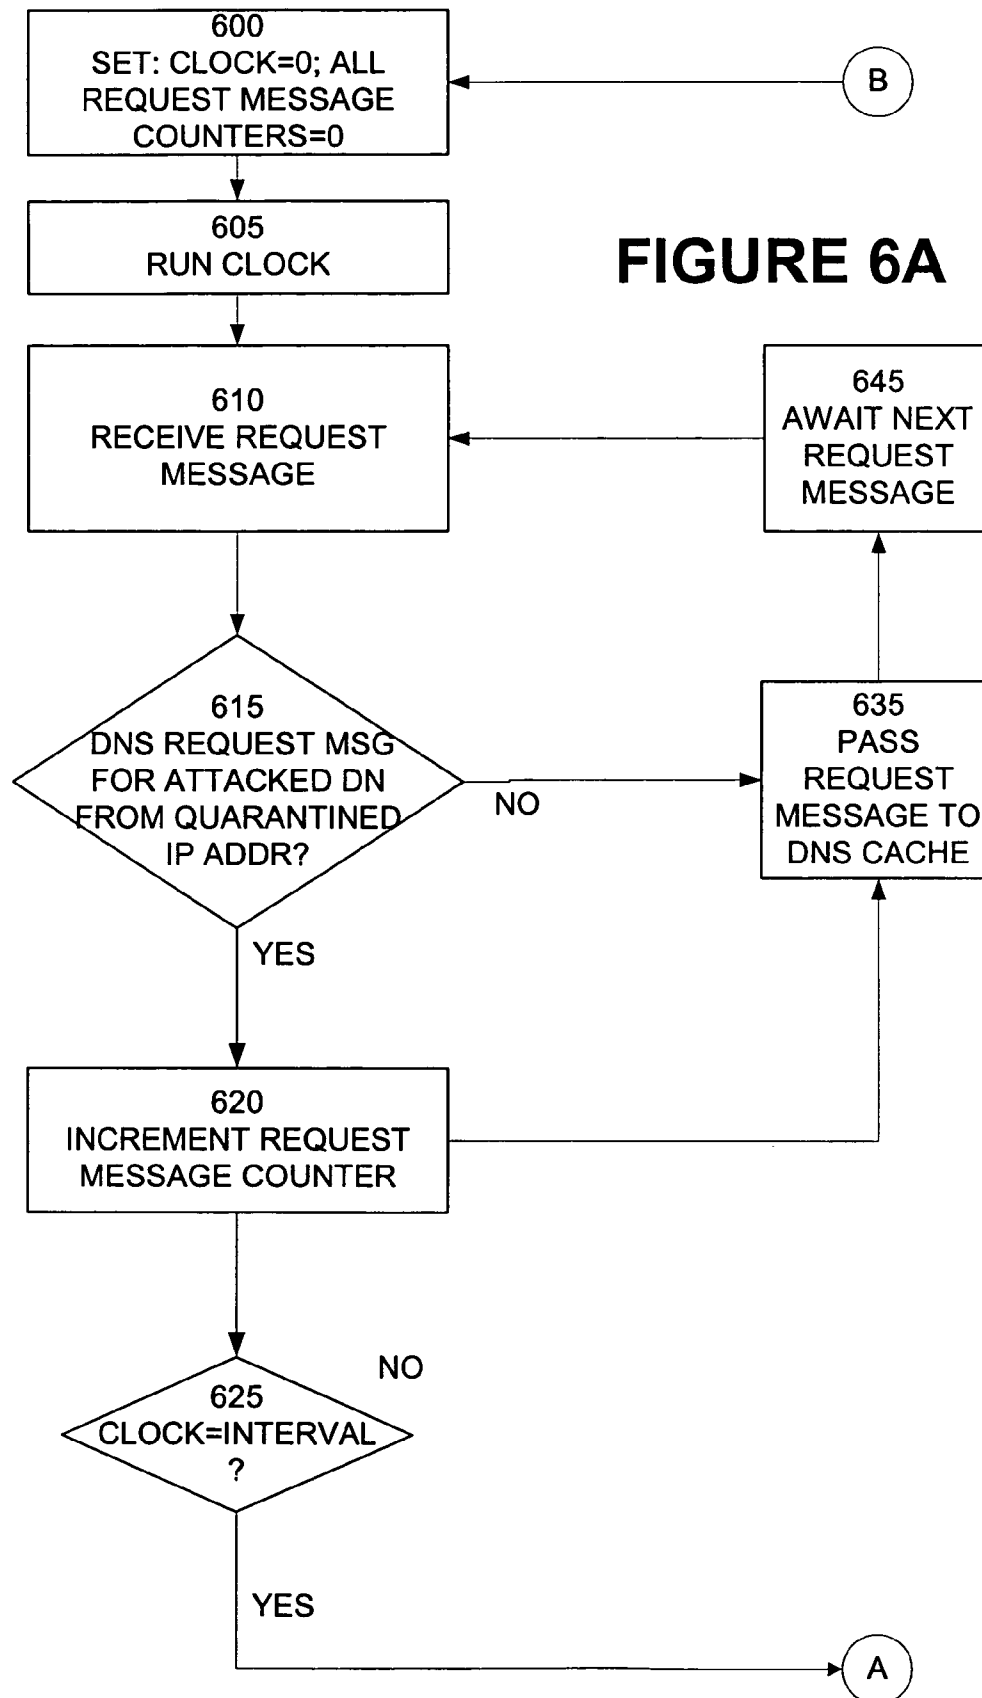 600
SET: CLOCK=0; ALL
REQUEST MESSAGE
COUNTERS=0
B
605
RUN CLOCK
FIGURE 6A
610
RECEIVE REQUEST
MESSAGE
645
AWAIT NEXT
REQUEST
MESSAGE
615
DNS REQUEST MSG
FOR ATTACKED DN
FROM QUARANTINED
IP ADDR?
NO
635
PASS
REQUEST
MESSAGE TO
DNS CACHE
YES
620
INCREMENT REQUEST
MESSAGE COUNTER
NO
625
CLOCK=INTERVAL
?
YES
A